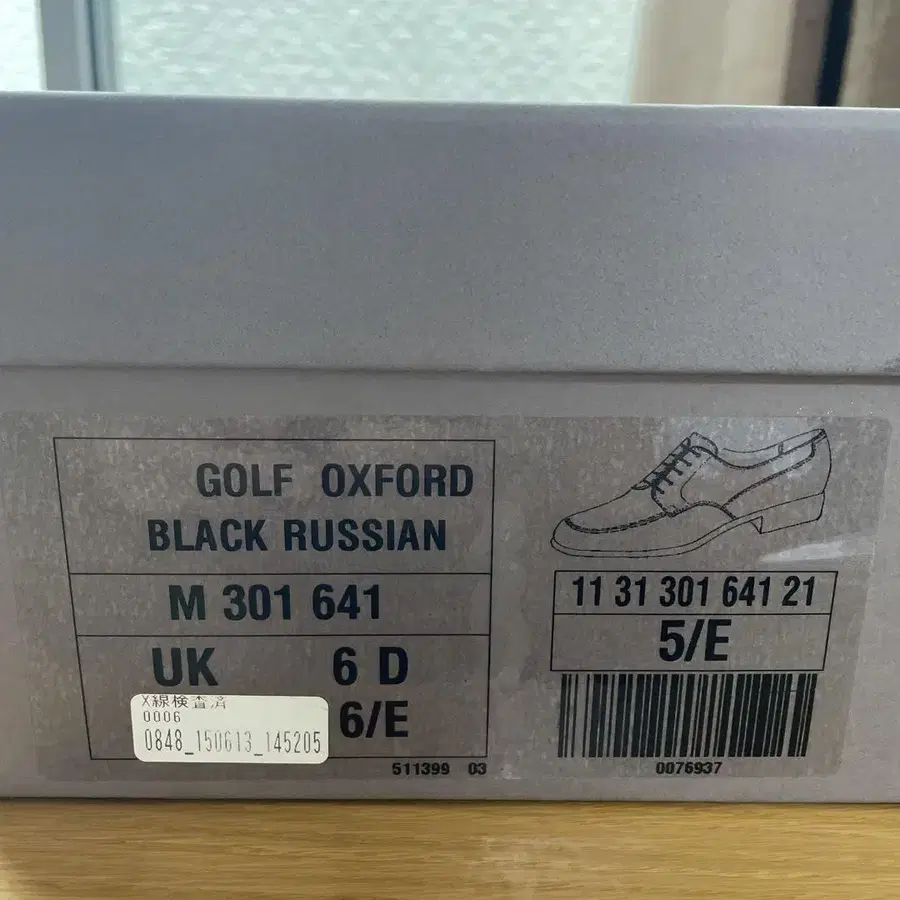 GOLF OXFORD
BLACK RUSSIAN
M 301 641
UK 6 D
6/E
X線検査済
0006
0848_150613_145205
511399 03
11 31 301 641 21
5/E
0076937